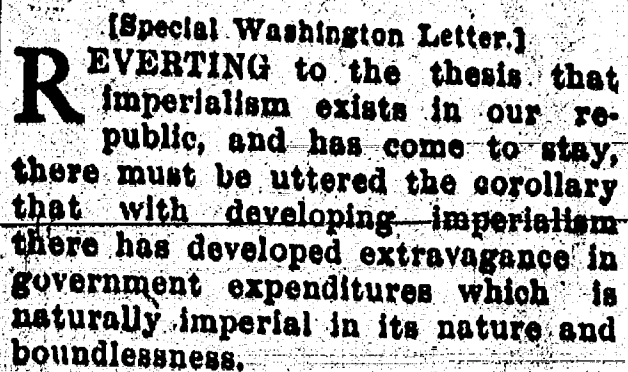 [Special Washington Letter.]
REVERTING to the thesis that
imperialism exists in our re-
public, and has come to stay,
there must be uttered the corollary
that with developing imperialism
there has developed extravagance in
government expenditures which is
naturally imperial in its nature and
boundlessness.